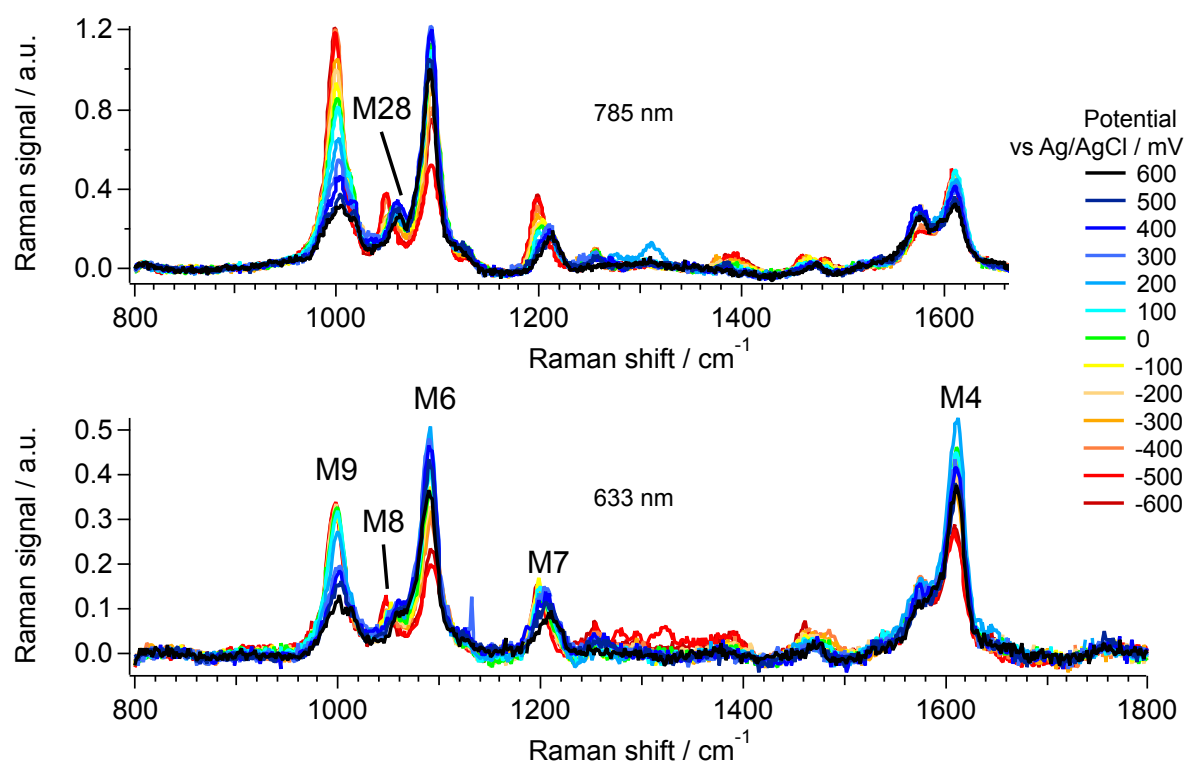 1.2
0.8
0.4
0.0
Raman signal / a.u.
M28
785 nm
800 1000 1200 1400 1600
Raman shift / cm-1
Potential
vs Ag/AgCl / mV
600
500
400
300
200
100
0
-100
-200
-300
-400
-500
-600
0.5
0.4
0.3
0.2
0.1
0.0
Raman signal / a.u.
M9
M8
M6
M7
M4
633 nm
800 1000 1200 1400 1600 1800
Raman shift / cm-1